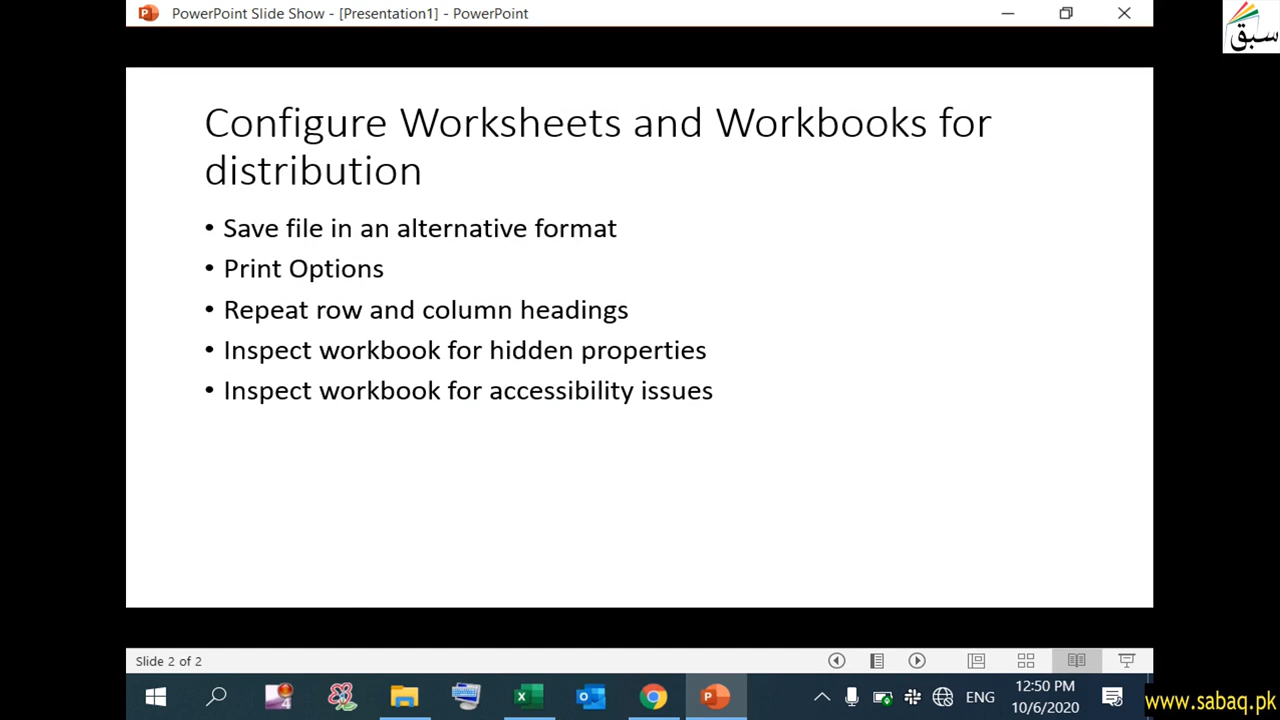 PowerPoint Slide Show - [Presentation1] - PowerPoint
سبق
Configure Worksheets and Workbooks for
distribution
• Save file in an alternative format
• Print Options
• Repeat row and column headings
• Inspect workbook for hidden properties
• Inspect workbook for accessibility issues
Slide 2 of 2
ENG
12:50 PM
10/6/2020
www.sabaq.pk